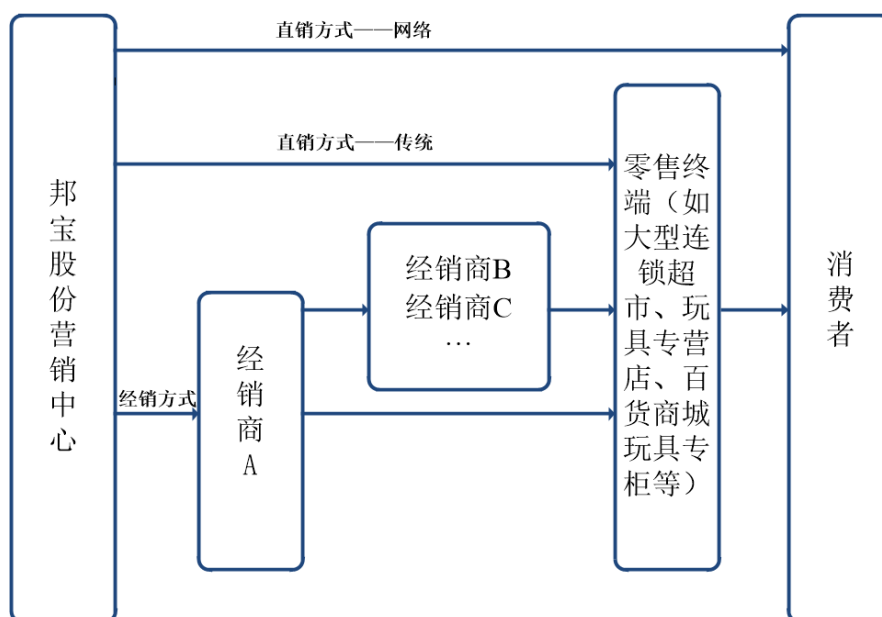 直销方式——网络
直销方式——传统
邦
宝
股
份
营
销
中
心
经销方式
经
销
商
A
经销商B
经销商C
…
零售终
端（如
大型连
锁超
市、玩
具专营
店、百
货商城
玩具专
柜等）
消
费
者